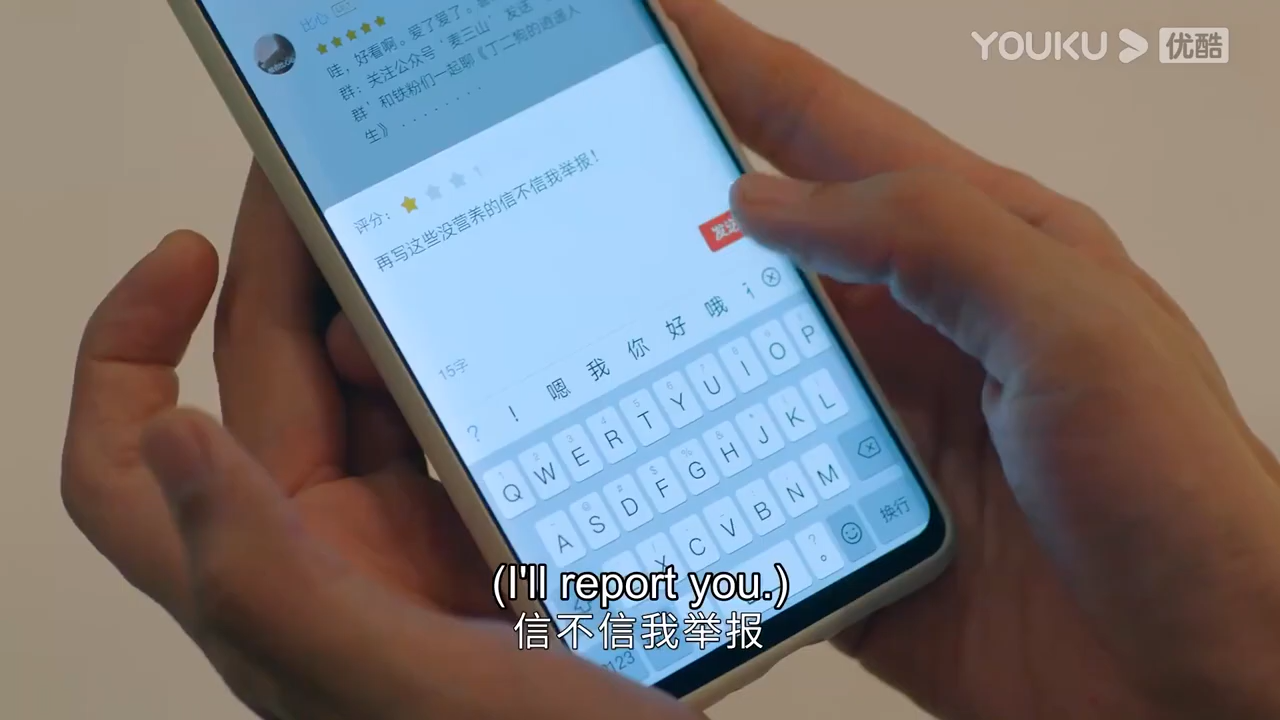 YOUKU 优酷
比心
哇，好看啊。爱了爱了。
群：关注公众号‘麦三山’发送
群’和铁粉们一起聊《丁二狗的逍遥人
生》．．．．．．．．
评分：
再写这些没营养的信不信我举报！
发送
15字
？ ！ 嗯 我 你 好 哦
Q W E R T Y U I O P
A S D F G H J K L
C V B N M
123
换行
(I'll report you.)
信不信我举报